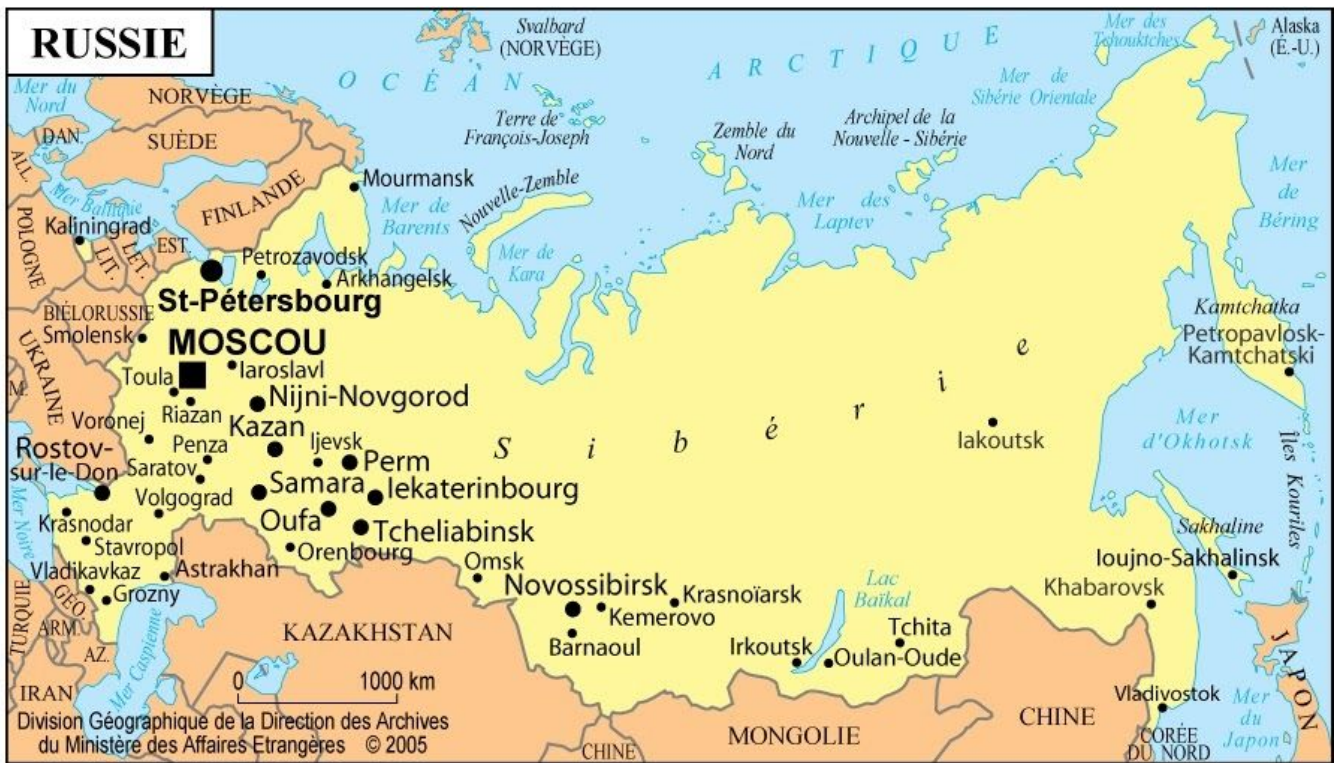 RUSSIE
Svalbard
(NORVÈGE)
Mer des
Tchouktches
Alaska
(É.-U.)
OCÉAN ARCTIQUE
Mer du
Nord
NORVÈGE
Mer de
Sibérie Orientale
DAN.
SUÈDE
Terre de
François-Joseph
Zemble du
Nord
Archipel de la
Nouvelle - Sibérie
ALL.
Mer Baltique
FINLANDE
Mourmansk
Nouvelle-Zemble
Mer de
Barents
Mer des
Laptev
Mer
de
Béring
POLOGNE
Kaliningrad
LIT.
LET.
EST.
Petrozavodsk
Arkhangelsk
Mer de
Kara
St-Pétersbourg
BIÉLORUSSIE
Smolensk
MOSCOU
Kamtchatka
Petropavlosk-
Kamtchatski
UKRAINE
M.
Toula
Iaroslavl
Riazan
Nijni-Novgorod
Voronej
Kazan
Ijevsk
Sibérie
Iakoutsk
Mer
d'Okhotsk
Penza
Perm
Rostov-
sur-le-Don
Saratov
Samara
Iekaterinbourg
Volgograd
Oufa
Tcheliabinsk
Îles Kouriles
Mer Noire
Krasnodar
Stavropol
Orenbourg
Omsk
Sakhaline
Ioujno-Sakhalinsk
Vladikavkaz
Grozny
Astrakhan
Novossibirsk
Kemerovo
Krasnoïarsk
Lac
Baïkal
Khabarovsk
TURQUIE
GÉO.
ARM.
AZ.
Mer Caspienne
KAZAKHSTAN
Barnaoul
Irkoutsk
Oulan-Oude
Tchita
JAPON
IRAN
0 1000 km
Vladivostok
Mer
du
Japon
CHINE
MONGOLIE
CHINE
CORÉE
DU NORD
Division Géographique de la Direction des Archives
du Ministère des Affaires Etrangères © 2005